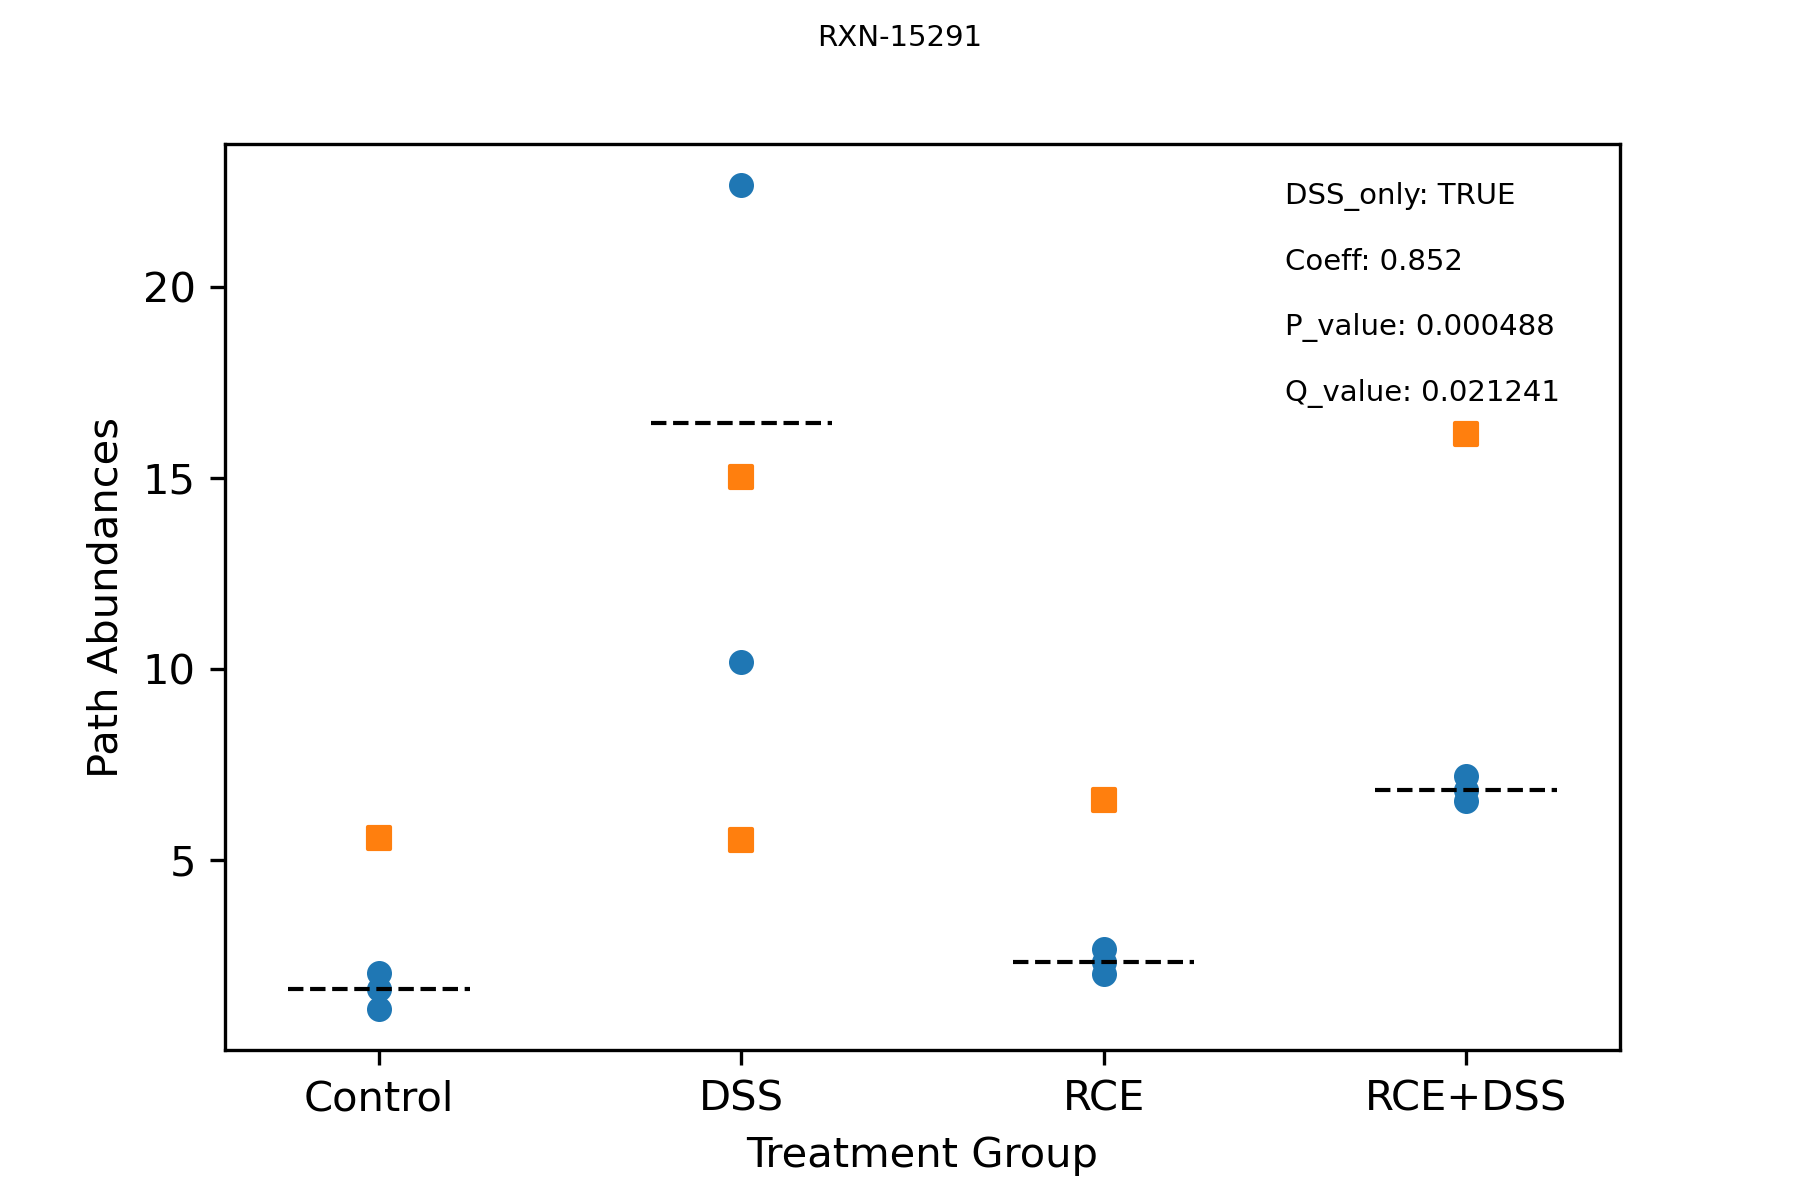 RXN-15291
DSS_only: TRUE
Coeff: 0.852
P_value: 0.000488
Q_value: 0.021241
20
15
10
5
Path Abundances
Control
DSS
RCE
RCE+DSS
Treatment Group